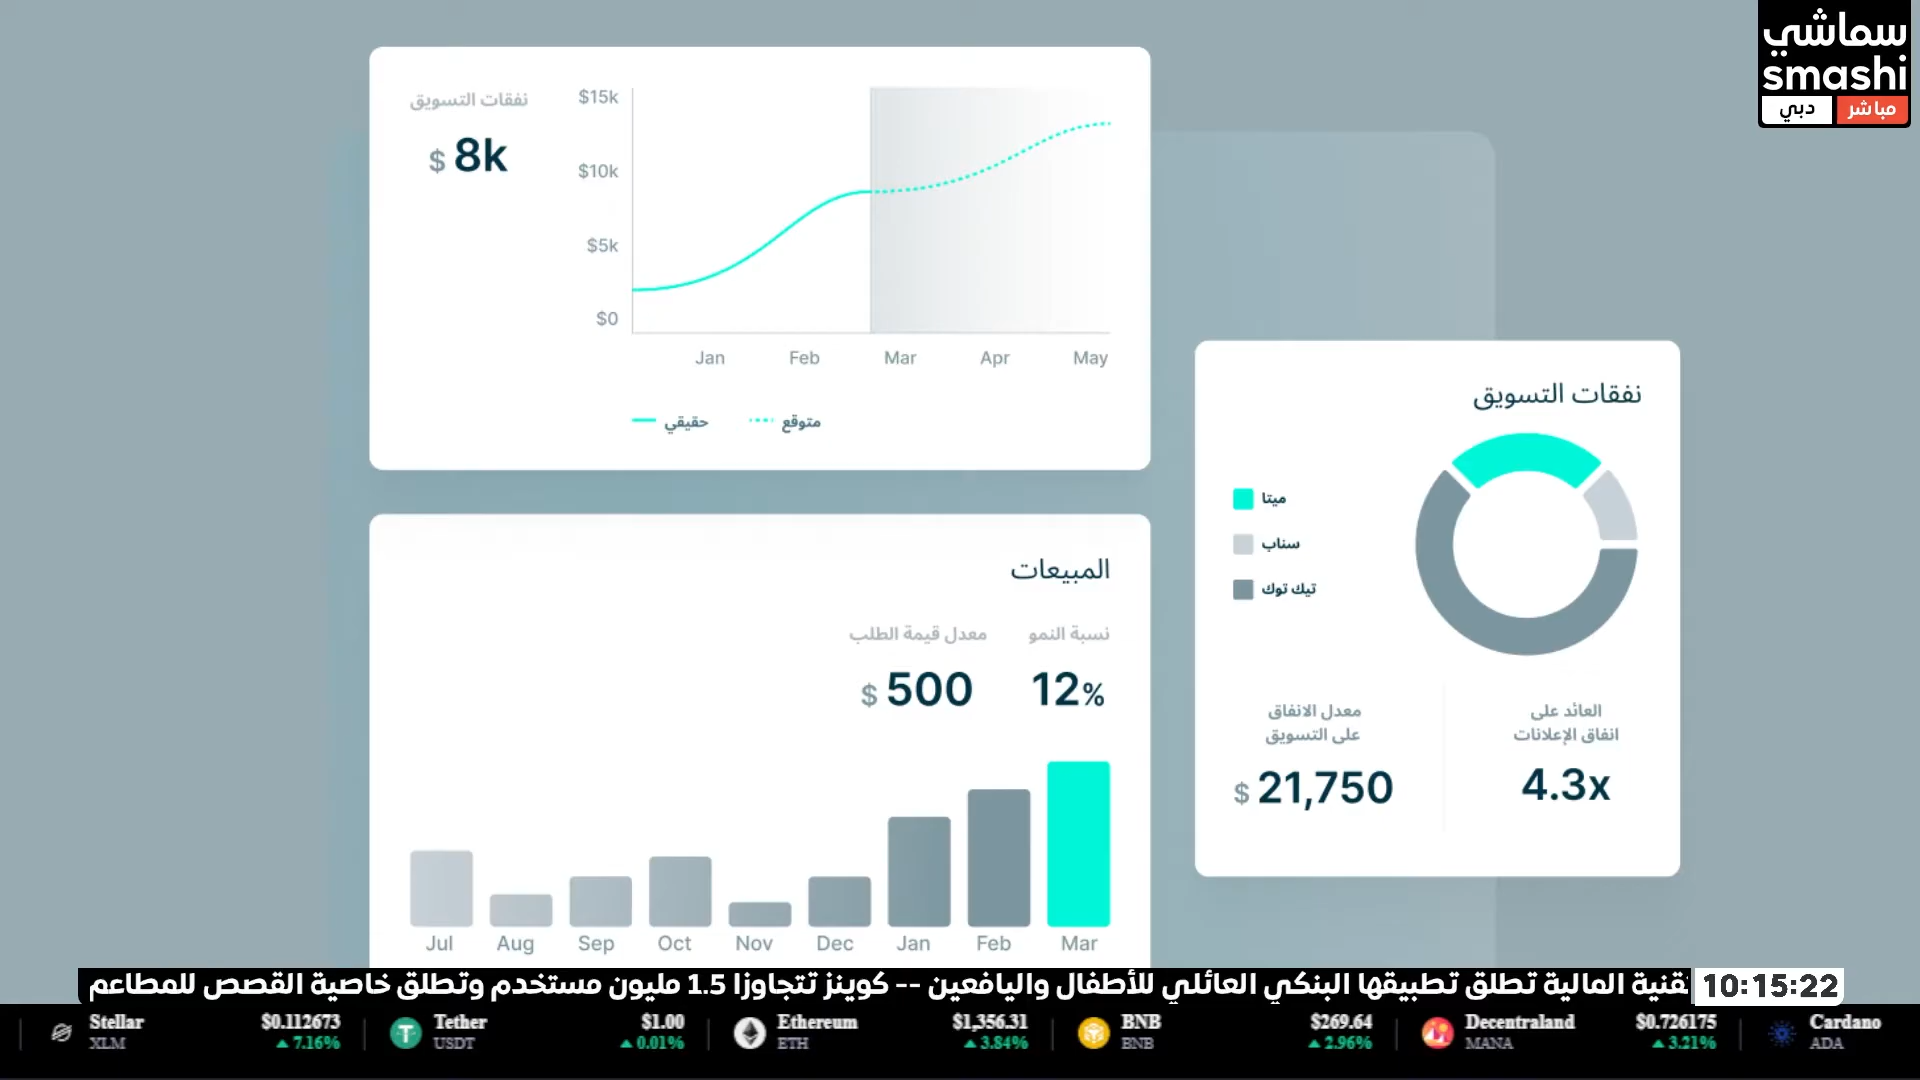 سماشي
smashi
دبي مباشر
نفقات التسويق
$ 8k
$15k
$10k
$5k
$0
Jan Feb Mar Apr May
حقيقي متوقع
المبيعات
نسبة النمو معدل قيمة الطلب
12% $ 500
Jul Aug Sep Oct Nov Dec Jan Feb Mar
نفقات التسويق
ميتا
سناب
تيك توك
العائد على
انفاق الإعلانات
4.3x
معدل الانفاق
على التسويق
$ 21,750
تقنية المالية تطلق تطبيقها البنكي العائلي للأطفال واليافعين -- كوينز تتجاوزا 1.5 مليون مستخدم وتطلق خاصية القصص للمطاعم
10:15:22
Stellar $0.112673 Tether $1.00 Ethereum $1,356.31 BNB $269.64 Decentraland $0.726175 Cardano
XLM ▲ 7.16% USDT ▲ 0.01% ETH ▲ 3.84% BNB ▲ 2.96% MANA ▲ 3.21% ADA